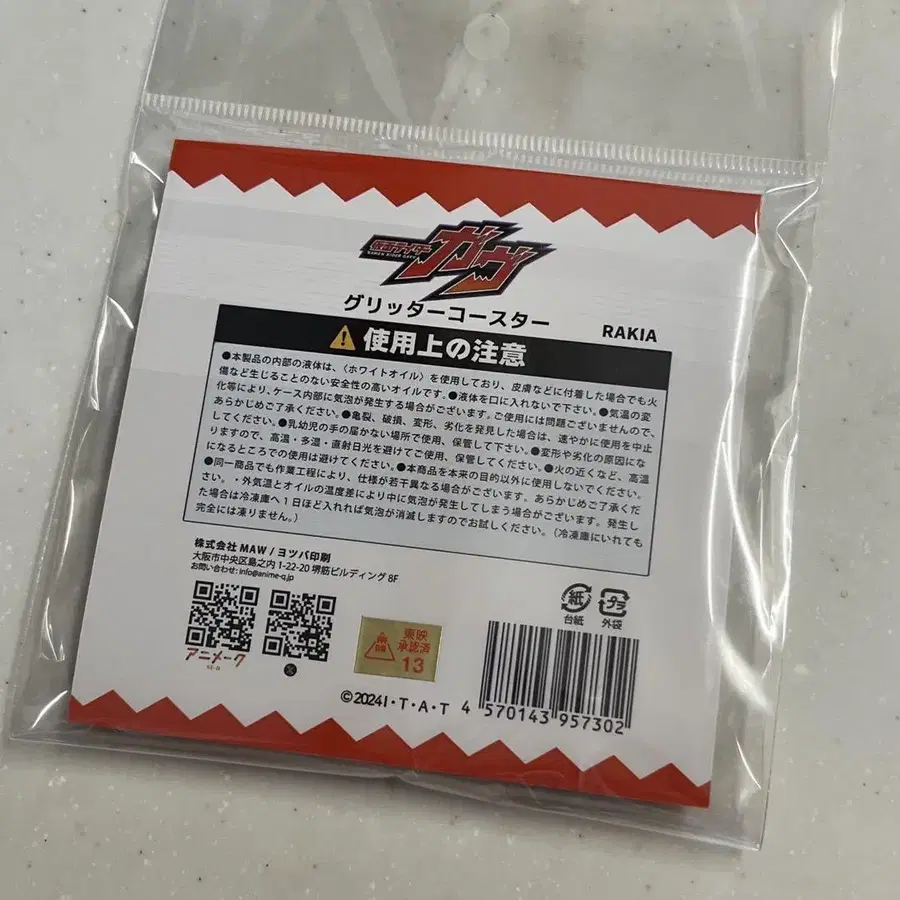 仮面ライダー
KAMEN RIDER GAVV
ガヴ
グリッターコースター
RAKIA
使用上の注意
●本製品の内部の液体は、〈ホワイトオイル〉を使用しており、皮膚などに付着した場合でも火
傷など生じることのない安全性の高いオイルです。●液体を口に入れないで下さい。●気温の変
化等により、ケース内部に気泡が発生する場合がございます。ご使用には問題ございませんので、
あらかじめご了承ください。●亀裂、破損、変形、劣化を発見した場合は、速やかに使用を中止
してください。●乳幼児の手の届かない場所で使用、保管して下さい。●変形や劣化の原因にな
りますので、高温・多湿・直射日光を避けてご使用、保管してください。●火の近くなど、高温
になるところでの使用は避けてください。●本商品を本来の目的以外に使用しないでください。
●同一商品でも作業工程により、仕様が若干異なる場合がございます。あらかじめご了承くださ
い。・外気温とオイルの温度差により中に気泡が発生してしまう場合がございます。発生し
た場合は冷凍庫へ1日ほど入れれば気泡が消滅しますのでお試しください。(冷凍庫にいれても
完全には凍りません。)
株式会社 MAW / ヨツバ印刷
大阪市中央区島之内 1-22-20 堺筋ビルディング 8F
お問い合わせ: info@anime-q.jp
アニメーク
紙
台紙
プラ
外袋
東映
承認済
13
©2024 I・T・A・T
4 570143 957302